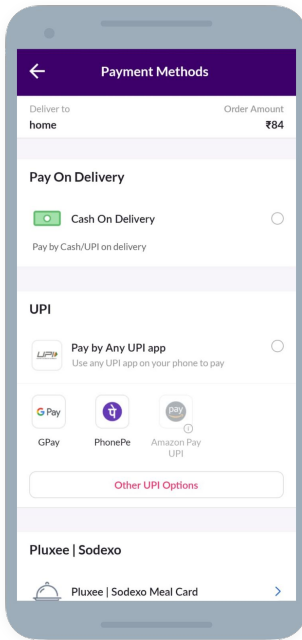 Payment Methods
Deliver to
Order Amount
home
₹84
Pay On Delivery
Cash On Delivery
Pay by Cash/UPI on delivery
UPI
UPI
Pay by Any UPI app
Use any UPI app on your phone to pay
G Pay
पे
pay
GPay
PhonePe
Amazon Pay
UPI
Other UPI Options
Pluxee | Sodexo
Pluxee | Sodexo Meal Card